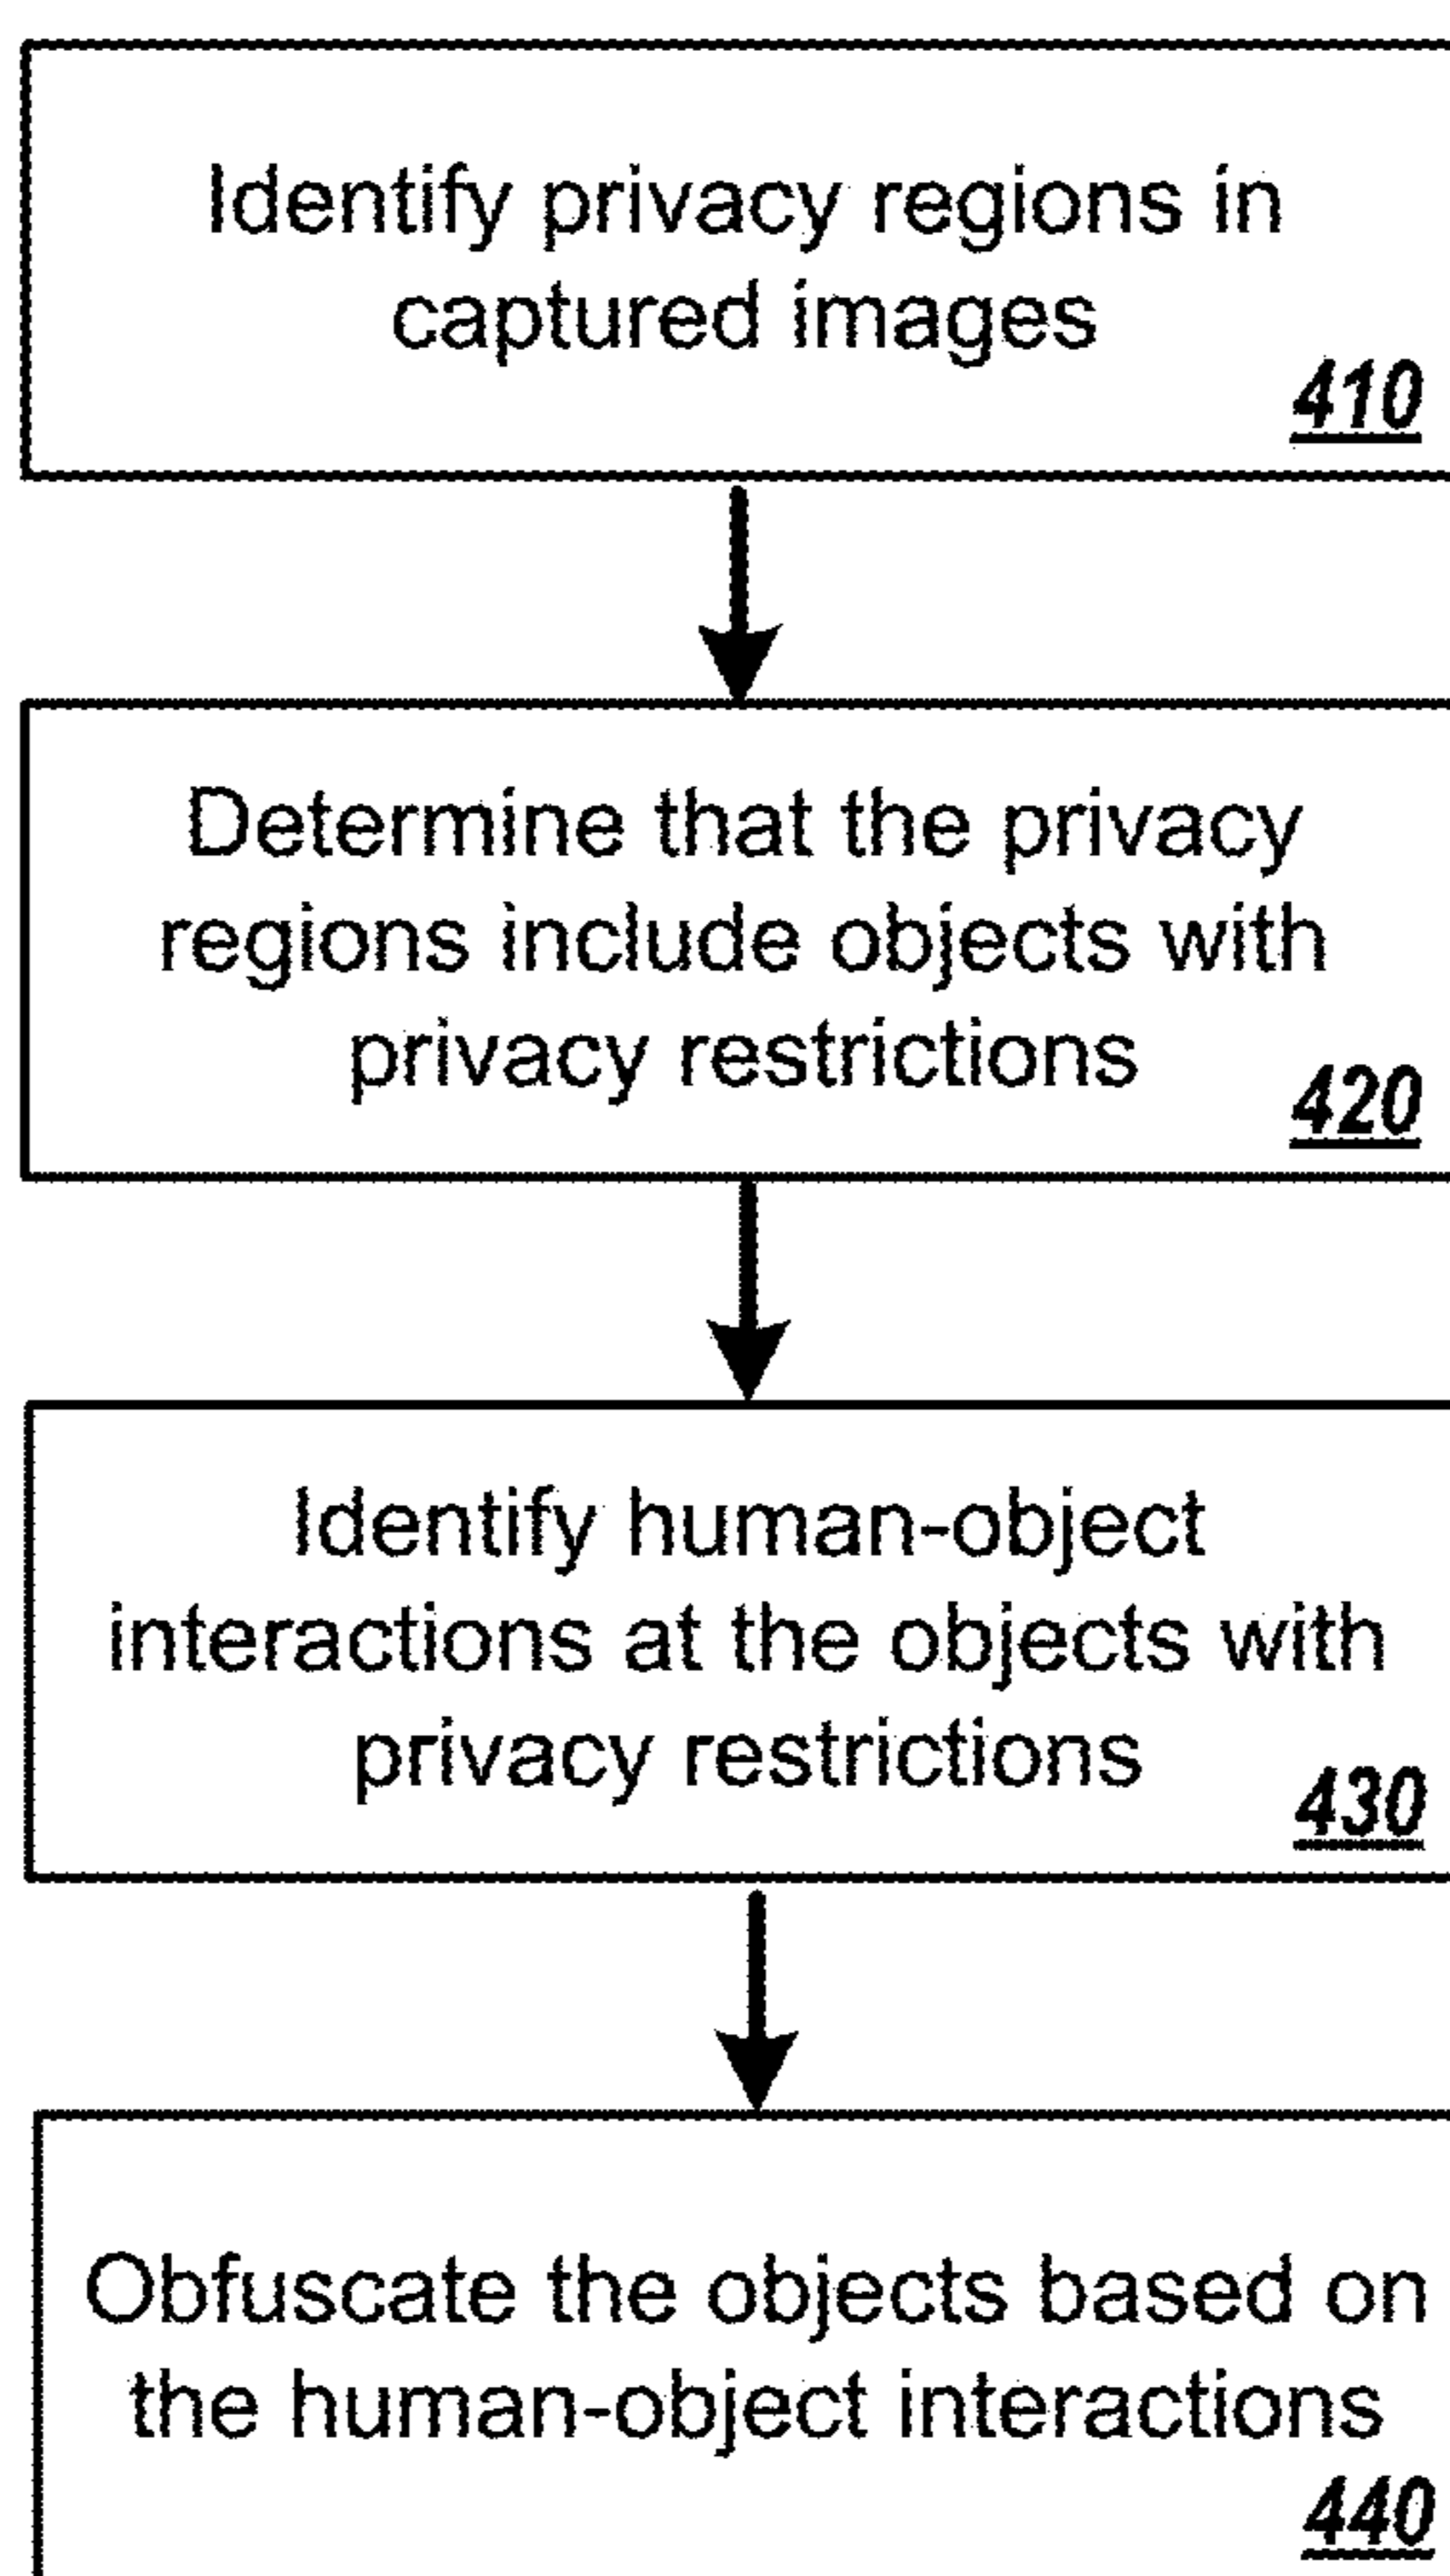 Identify privacy regions in
captured images
410
Determine that the privacy
regions include objects with
privacy restrictions
420
Identify human-object
interactions at the objects with
privacy restrictions
430
Obfuscate the objects based on
the human-object interactions
440